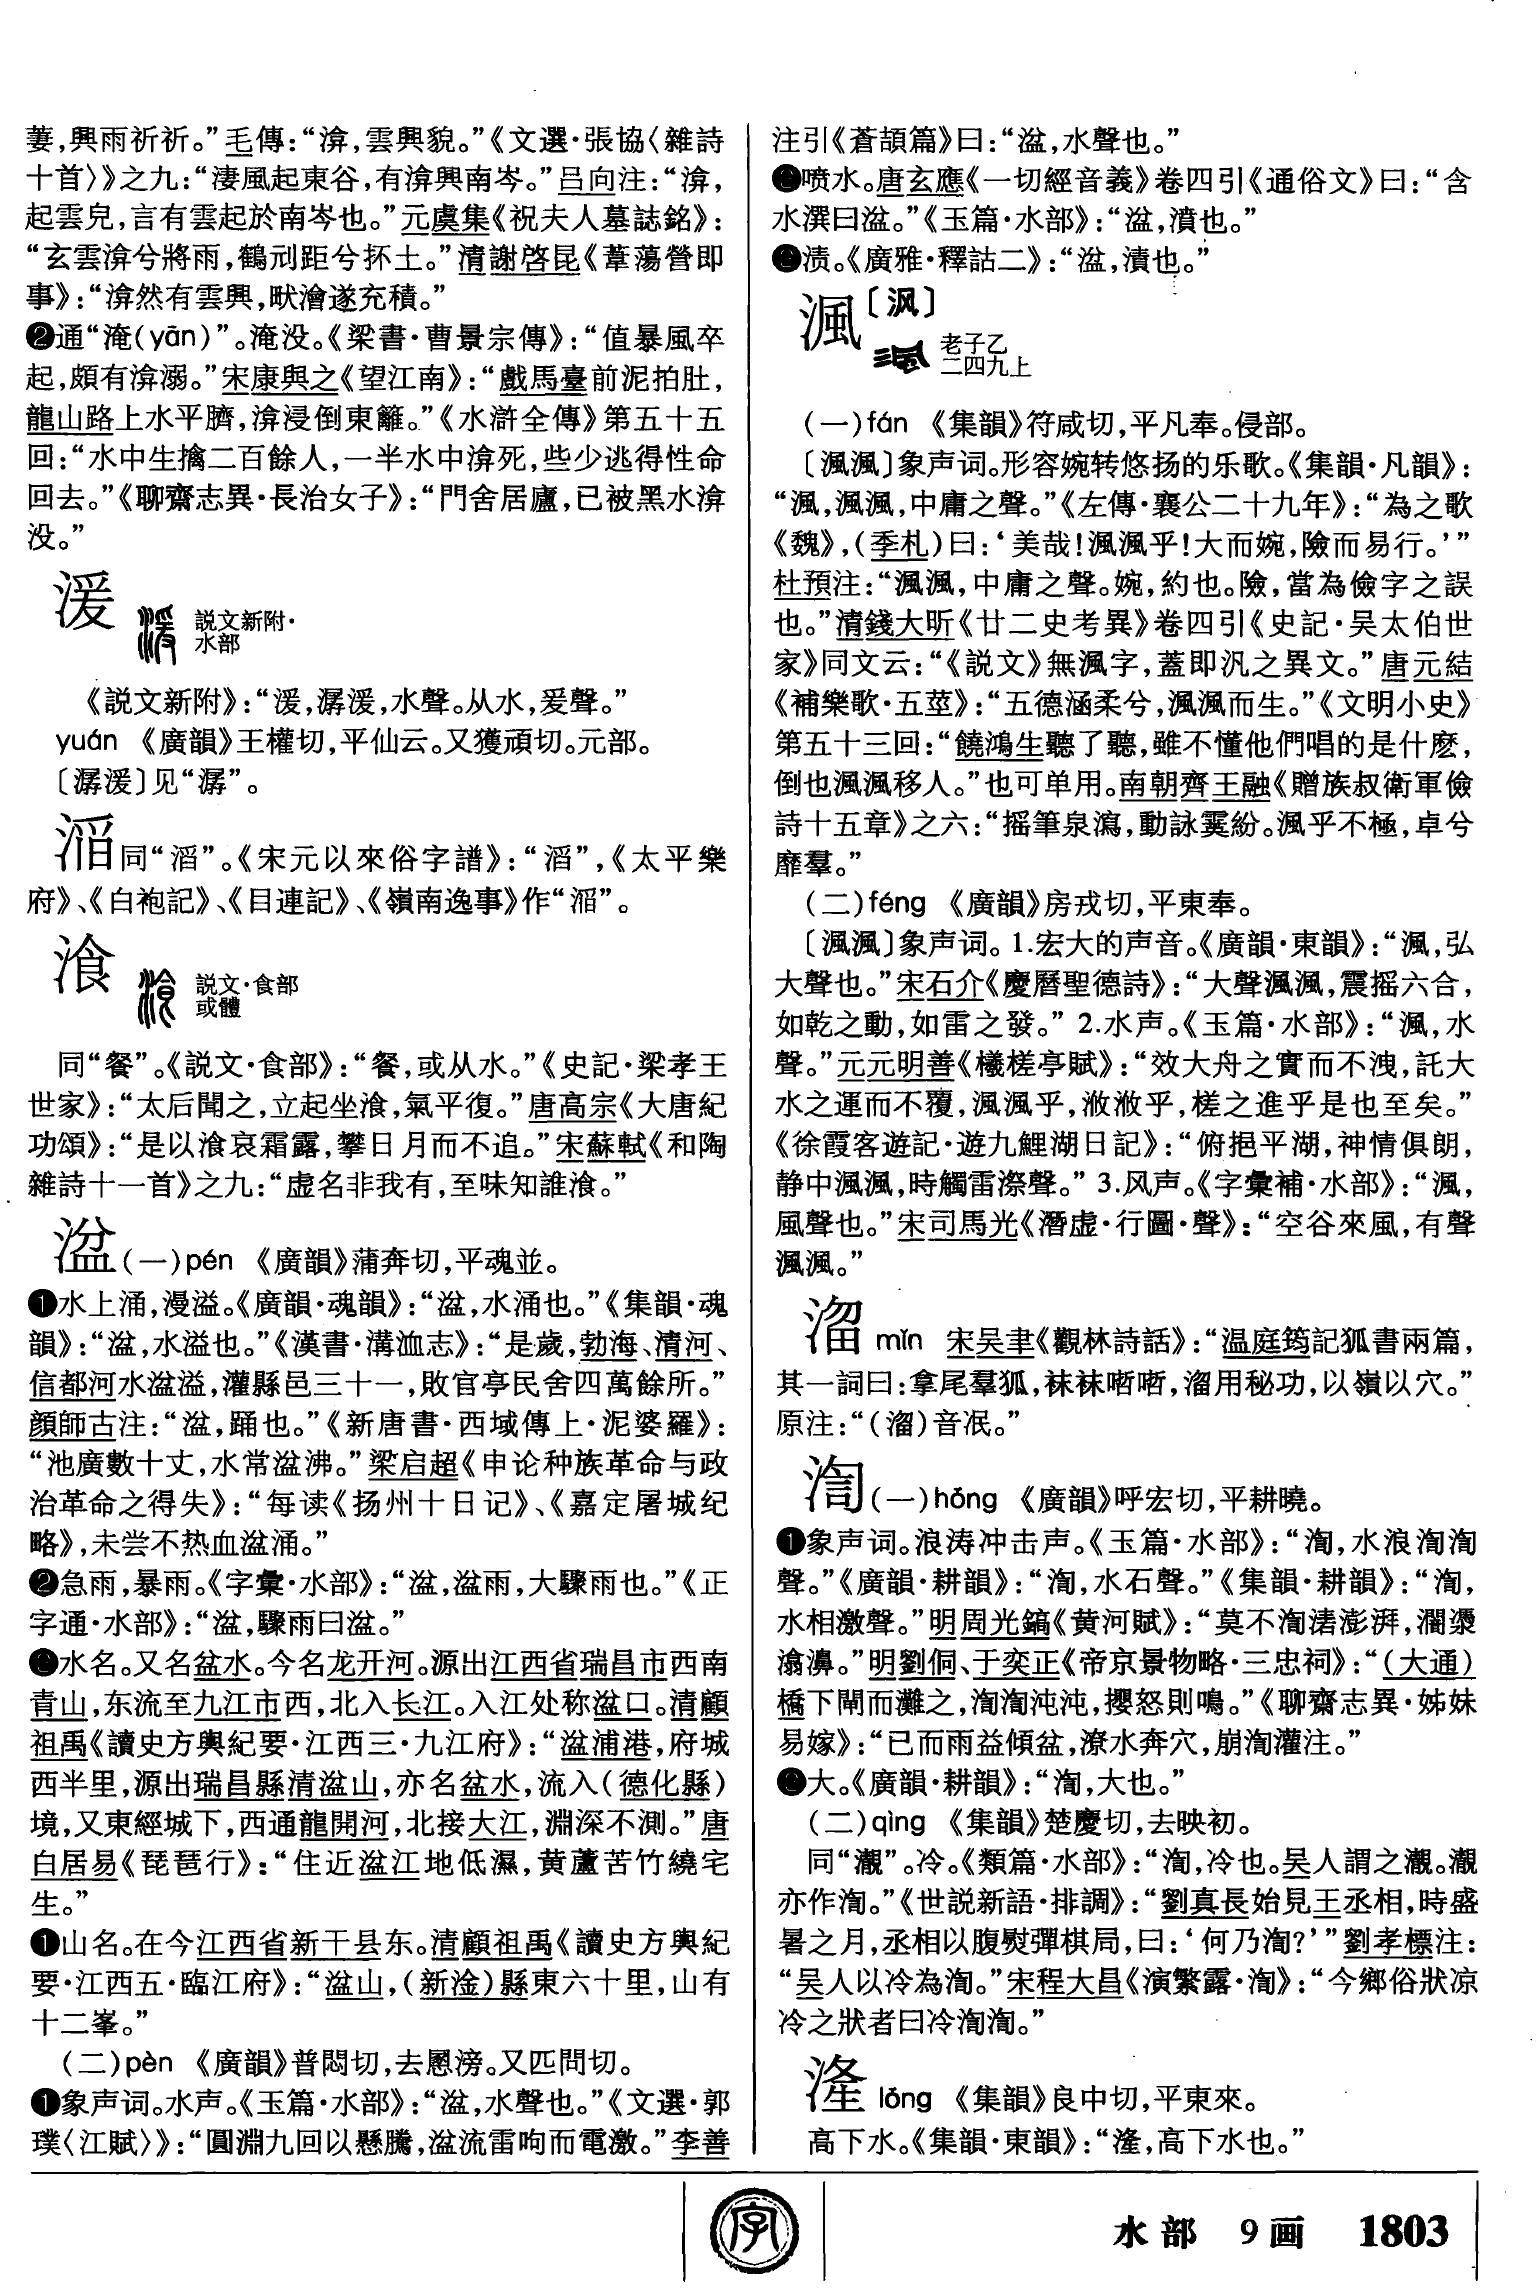 萋，興雨祈祈。”毛傳：“渰，雲興貌。”《文選·張協〈雜詩
十首〉》之九：“淒風起東谷，有渰興南岑。”吕向注：“渰，
起雲皃，言有雲起於南岑也。”元虞集《祝夫人墓誌銘》：
“玄雲渰兮將雨，鶴刓距兮抔土。”清謝啓昆《葦蕩營即
事》：“渰然有雲興，畎澮遂充積。”
❷通“淹(yān)”。淹没。《梁書·曹景宗傳》：“值暴風卒
起，頗有渰溺。”宋康與之《望江南》：“戲馬臺前泥拍肚，
龍山路上水平臍，渰浸倒東籬。”《水滸全傳》第五十五
回：“水中生擒二百餘人，一半水中渰死，些少逃得性命
回去。”《聊齋志異·長治女子》：“門舍居廬，已被黑水渰
没。”
湲 説文新附·
水部
《説文新附》：“湲，潺湲，水聲。从水，爰聲。”
yuán 《廣韻》王權切，平仙云。又獲頑切。元部。
〔潺湲〕见“潺”。
㴞同“滔”。《宋元以來俗字譜》：“滔”，《太平樂
府》、《白袍記》、《目連記》、《嶺南逸事》作“㴞”。
湌 説文·食部
或體
同“餐”。《説文·食部》：“餐，或从水。”《史記·梁孝王
世家》：“太后聞之，立起坐湌，氣平復。”唐高宗《大唐紀
功頌》：“是以湌哀霜露，攀日月而不追。”宋蘇軾《和陶
雜詩十一首》之九：“虚名非我有，至味知誰湌。”
湓(一)pén 《廣韻》蒲奔切，平魂並。
❶水上涌，漫溢。《廣韻·魂韻》：“湓，水涌也。”《集韻·魂
韻》：“湓，水溢也。”《漢書·溝洫志》：“是歲，勃海、清河、
信都河水湓溢，灌縣邑三十一，敗官亭民舍四萬餘所。”
顔師古注：“湓，踊也。”《新唐書·西域傳上·泥婆羅》：
“池廣數十丈，水常湓沸。”梁启超《申论种族革命与政
治革命之得失》：“每读《扬州十日记》、《嘉定屠城纪
略》，未尝不热血湓涌。”
❷急雨，暴雨。《字彙·水部》：“湓，湓雨，大驟雨也。”《正
字通·水部》：“湓，驟雨曰湓。”
❸水名。又名湓水。今名龙开河。源出江西省瑞昌市西南
青山，东流至九江市西，北入长江。入江处称湓口。清顧
祖禹《讀史方輿紀要·江西三·九江府》：“湓浦港，府城
西半里，源出瑞昌縣清湓山，亦名湓水，流入(德化縣)
境，又東經城下，西通龍開河，北接大江，淵深不測。”唐
白居易《琵琶行》：“住近湓江地低濕，黄蘆苦竹繞宅
生。”
❹山名。在今江西省新干县东。清顧祖禹《讀史方輿紀
要·江西五·臨江府》：“湓山，(新淦)縣東六十里，山有
十二峯。”
(二)pèn 《廣韻》普悶切，去慁滂。又匹問切。
❶象声词。水声。《玉篇·水部》：“湓，水聲也。”《文選·郭
璞〈江賦〉》：“圓淵九回以懸騰，湓流雷呴而電激。”李善
注引《蒼頡篇》曰：“湓，水聲也。”
❷喷水。唐玄應《一切經音義》卷四引《通俗文》曰：“含
水潠曰湓。”《玉篇·水部》：“湓，濆也。”
❸渍。《廣雅·釋詁二》：“湓，漬也。”
渢〔沨〕
老子乙
二四九上
(一)fán 《集韻》符咸切，平凡奉。侵部。
〔渢渢〕象声词。形容婉转悠扬的乐歌。《集韻·凡韻》：
“渢，渢渢，中庸之聲。”《左傳·襄公二十九年》：“為之歌
《魏》，(季札)曰：‘美哉！渢渢乎！大而婉，險而易行。’”
杜預注：“渢渢，中庸之聲。婉，約也。險，當為儉字之誤
也。”清錢大昕《廿二史考異》卷四引《史記·吴太伯世
家》同文云：“《説文》無渢字，蓋即汎之異文。”唐元結
《補樂歌·五莖》：“五德涵柔兮，渢渢而生。”《文明小史》
第五十三回：“饒鴻生聽了聽，雖不懂他們唱的是什麽，
倒也渢渢移人。”也可单用。南朝齊王融《贈族叔衛軍儉
詩十五章》之六：“摇筆泉瀉，動詠雰紛。渢乎不極，卓兮
靡羣。”
(二)féng 《廣韻》房戎切，平東奉。
〔渢渢〕象声词。1.宏大的声音。《廣韻·東韻》：“渢，弘
大聲也。”宋石介《慶曆聖德詩》：“大聲渢渢，震摇六合，
如乾之動，如雷之發。”2.水声。《玉篇·水部》：“渢，水
聲。”元元明善《檥槎亭賦》：“效大舟之實而不洩，託大
水之運而不覆，渢渢乎，浟浟乎，槎之進乎是也至矣。”
《徐霞客遊記·遊九鯉湖日記》：“俯挹平湖，神情俱朗，
静中渢渢，時觸雷漈聲。”3.风声。《字彙補·水部》：“渢，
風聲也。”宋司馬光《潛虚·行圖·聲》：“空谷來風，有聲
渢渢。”
mǐn 宋吴聿《觀林詩話》：“温庭筠記狐書兩篇，
其一詞曰：拿尾羣狐，袜袜㗭㗭，用秘功，以嶺以穴。”
原注：“()音泯。”
渹(一)hǒng 《廣韻》呼宏切，平耕曉。
❶象声词。浪涛冲击声。《玉篇·水部》：“渹，水浪渹渹
聲。”《廣韻·耕韻》：“渹，水石聲。”《集韻·耕韻》：“渹，
水相激聲。”明周光鎬《黄河賦》：“莫不渹湱澎湃，濶瀼
滃濞。”明劉侗、于奕正《帝京景物略·三忠祠》：“(大通)
橋下閘而灘之，渹渹沌沌，攖怒則鳴。”《聊齋志異·姊妹
易嫁》：“已而雨益傾盆，潦水奔穴，崩渹灌注。”
❷大。《廣韻·耕韻》：“渹，大也。”
(二)qìng 《集韻》楚慶切，去映初。
同“瀙”。冷。《類篇·水部》：“渹，冷也。吴人謂之。
亦作渹。”《世説新語·排調》：“劉真長始見王丞相，時盛
暑之月，丞相以腹熨彈棋局，曰：‘何乃渹？’”劉孝標注：
“吴人以冷為渹。”宋程大昌《演繁露·渹》：“今鄉俗狀凉
冷之狀者曰冷渹渹。”
湰 lǒng 《集韻》良中切，平東來。
高下水。《集韻·東韻》：“湰，高下水也。”
字
水部 9画 1803